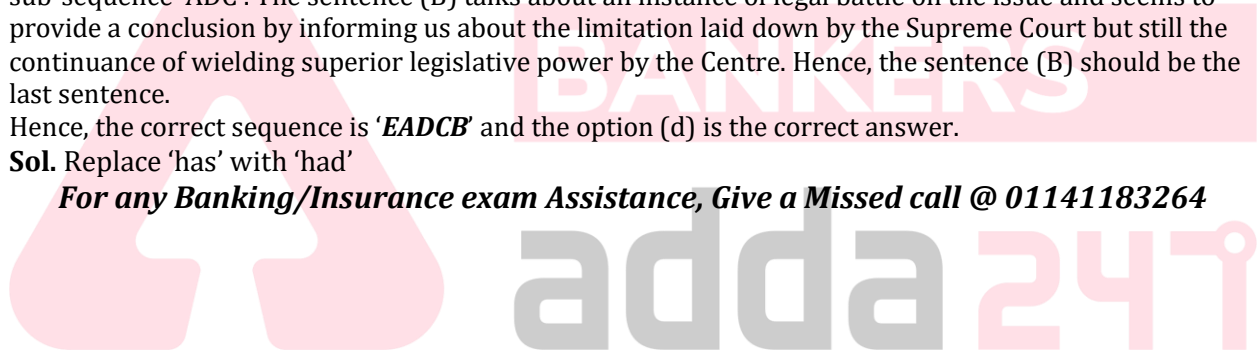 sub-sequence 'ADC'. The sentence (B) talks about an instance of legal battle on the issue and seems to
provide a conclusion by informing us about the limitation laid down by the Supreme Court but still the
continuance of wielding superior legislative power by the Centre. Hence, the sentence (B) should be the
last sentence.
Hence, the correct sequence is 'EADCB' and the option (d) is the correct answer.
Sol. Replace 'has' with 'had'
For any Banking/Insurance exam Assistance, Give a Missed call @ 01141183264
BANKERS
adda 247